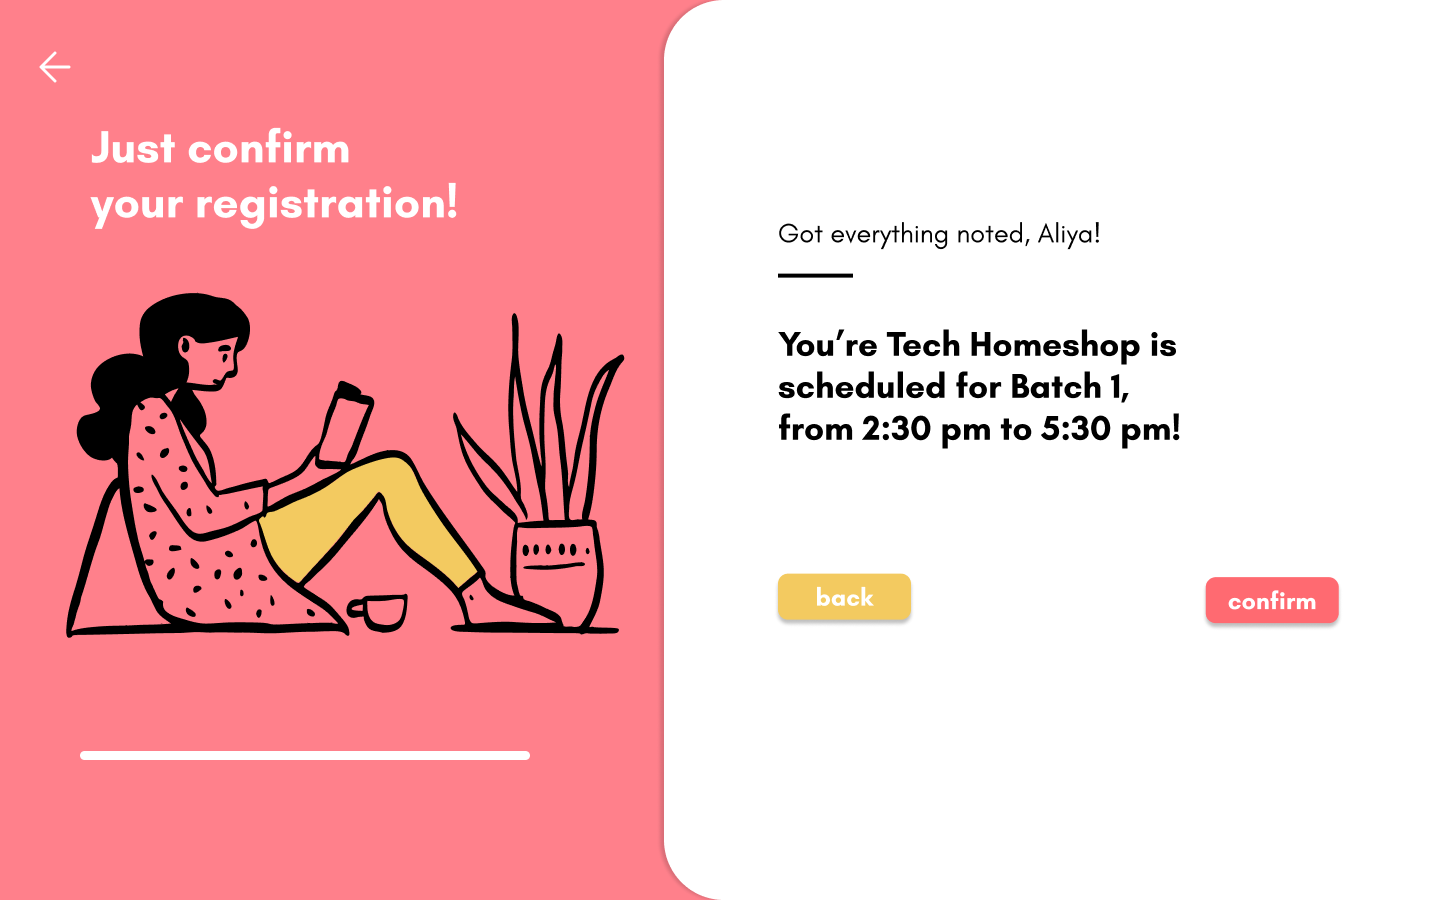 Just confirm
your registration!
Got everything noted, Aliya!
You’re Tech Homeshop is
scheduled for Batch 1,
from 2:30 pm to 5:30 pm!
back
confirm